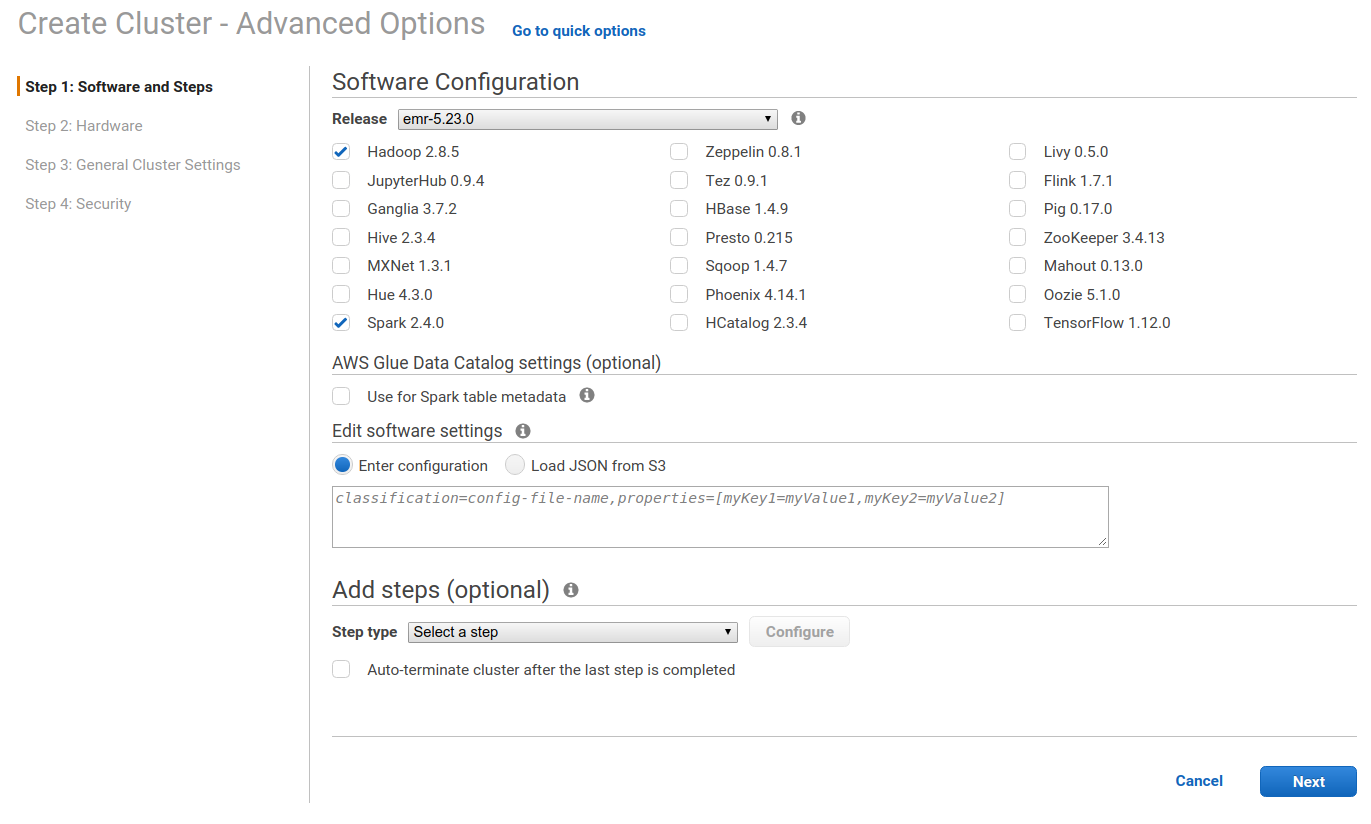 Create Cluster - Advanced Options Go to quick options
Step 1: Software and Steps
Step 2: Hardware
Step 3: General Cluster Settings
Step 4: Security
Software Configuration
Release emr-5.23.0
Hadoop 2.8.5 Zeppelin 0.8.1 Livy 0.5.0
JupyterHub 0.9.4 Tez 0.9.1 Flink 1.7.1
Ganglia 3.7.2 HBase 1.4.9 Pig 0.17.0
Hive 2.3.4 Presto 0.215 ZooKeeper 3.4.13
MXNet 1.3.1 Sqoop 1.4.7 Mahout 0.13.0
Hue 4.3.0 Phoenix 4.14.1 Oozie 5.1.0
Spark 2.4.0 HCatalog 2.3.4 TensorFlow 1.12.0
AWS Glue Data Catalog settings (optional)
Use for Spark table metadata
Edit software settings
Enter configuration Load JSON from S3
classification=config-file-name,properties=[myKey1=myValue1,myKey2=myValue2]
Add steps (optional)
Step type Select a step Configure
Auto-terminate cluster after the last step is completed
Cancel Next